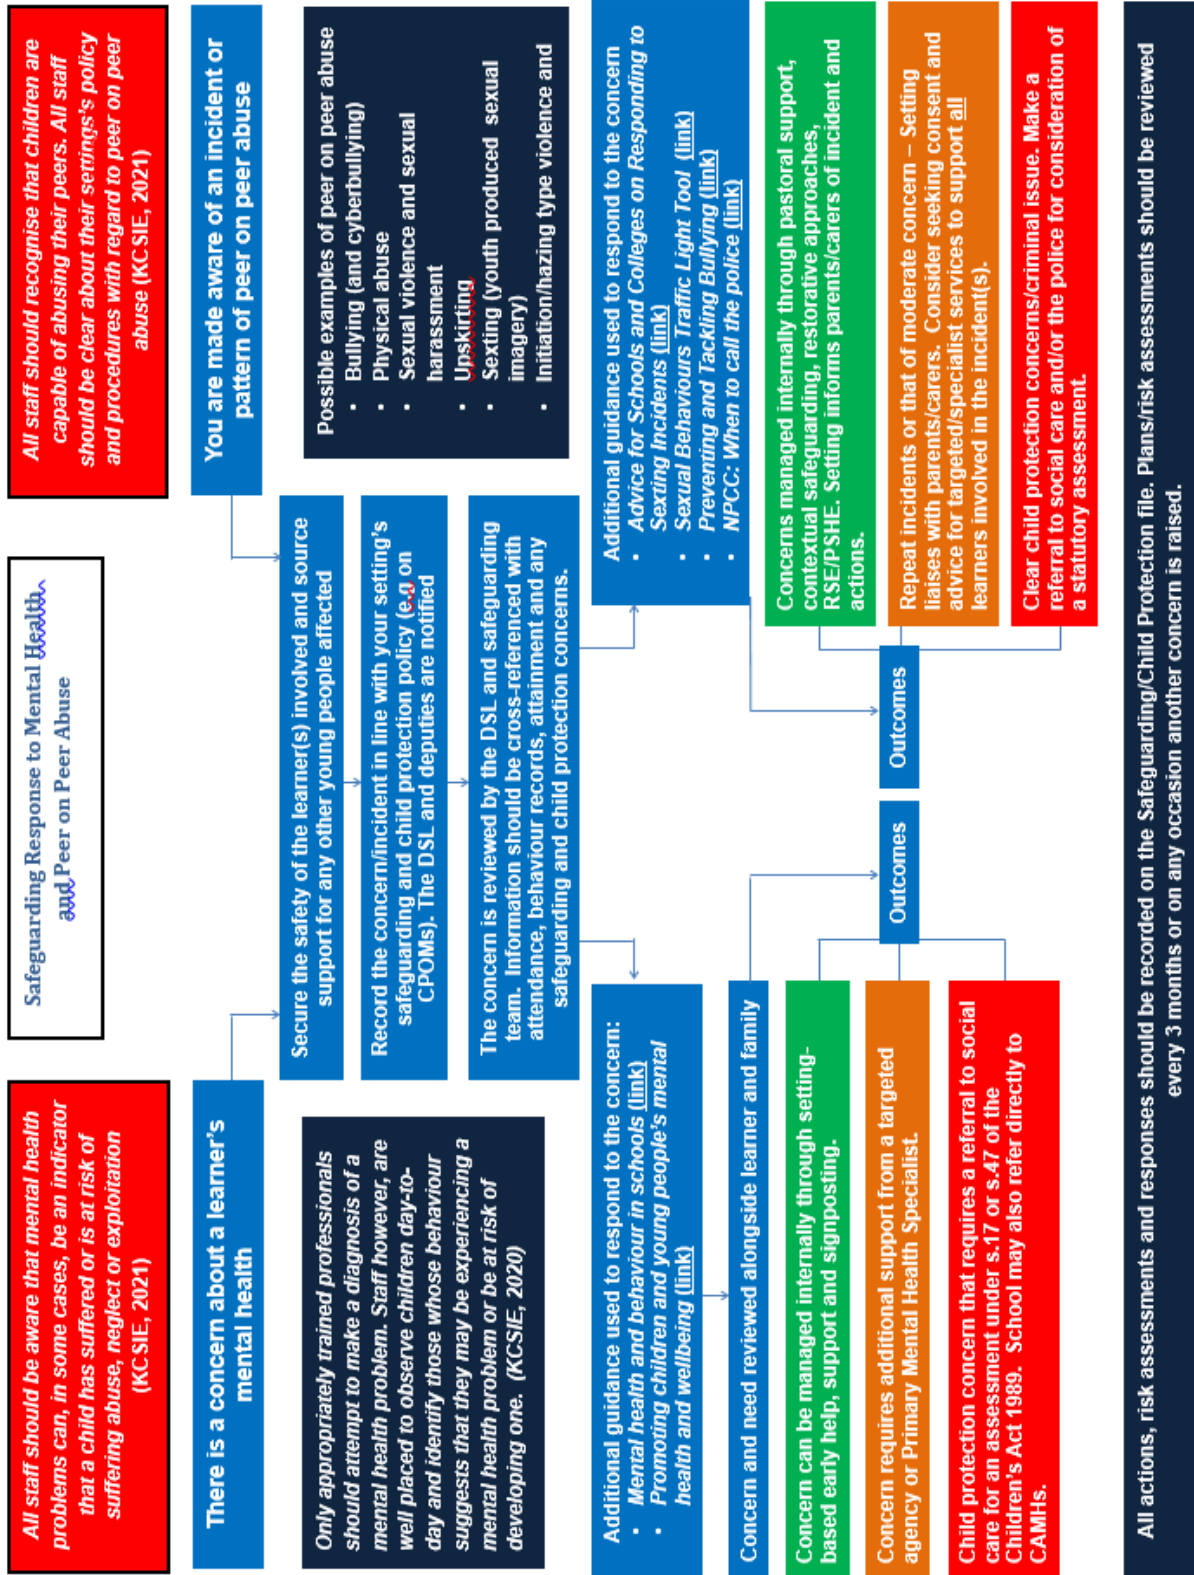 All staff should be aware that mental health
problems can, in some cases, be an indicator
that a child has suffered or is at risk of
suffering abuse, neglect or exploitation
(KCSIE, 2021)
Safeguarding Response to Mental Health
and Peer on Peer Abuse
All staff should recognise that children are
capable of abusing their peers. All staff
should be clear about their settings's policy
and procedures with regard to peer on peer
abuse (KCSIE, 2021)
There is a concern about a learner's
mental health
You are made aware of an incident or
pattern of peer on peer abuse
Secure the safety of the learner(s) involved and source
support for any other young people affected
Record the concern/incident in line with your setting's
safeguarding and child protection policy (e.g on
CPOMs). The DSL and deputies are notified
The concern is reviewed by the DSL and safeguarding
team. Information should be cross-referenced with
attendance, behaviour records, attainment and any
safeguarding and child protection concerns.
Only appropriately trained professionals
should attempt to make a diagnosis of a
mental health problem. Staff however, are
well placed to observe children day-to-
day and identify those whose behaviour
suggests that they may be experiencing a
mental health problem or be at risk of
developing one. (KCSIE, 2020)
Possible examples of peer on peer abuse
• Bullying (and cyberbullying)
• Physical abuse
• Sexual violence and sexual
harassment
• Upskirting
• Sexting (youth produced sexual
imagery)
• Initiation/hazing type violence and
Additional guidance used to respond to the concern:
• Mental health and behaviour in schools (link)
• Promoting children and young people's mental
health and wellbeing (link)
Concern and need reviewed alongside learner and family
Additional guidance used to respond to the concern
• Advice for Schools and Colleges on Responding to
Sexting Incidents (link)
• Sexual Behaviours Traffic Light Tool (link)
• Preventing and Tackling Bullying (link)
• NPCC: When to call the police (link)
Outcomes
Outcomes
Concern can be managed internally through setting-
based early help, support and signposting.
Concern requires additional support from a targeted
agency or Primary Mental Health Specialist.
Child protection concern that requires a referral to social
care for an assessment under s.17 or s.47 of the
Children's Act 1989. School may also refer directly to
CAMHs.
Concerns managed internally through pastoral support,
contextual safeguarding, restorative approaches,
RSE/PSHE. Setting informs parents/carers of incident and
actions.
Repeat incidents or that of moderate concern – Setting
liaises with parents/carers. Consider seeking consent and
advice for targeted/specialist services to support all
learners involved in the incident(s).
Clear child protection concerns/criminal issue. Make a
referral to social care and/or the police for consideration of
a statutory assessment.
All actions, risk assessments and responses should be recorded on the Safeguarding/Child Protection file. Plans/risk assessments should be reviewed
every 3 months or on any occasion another concern is raised.